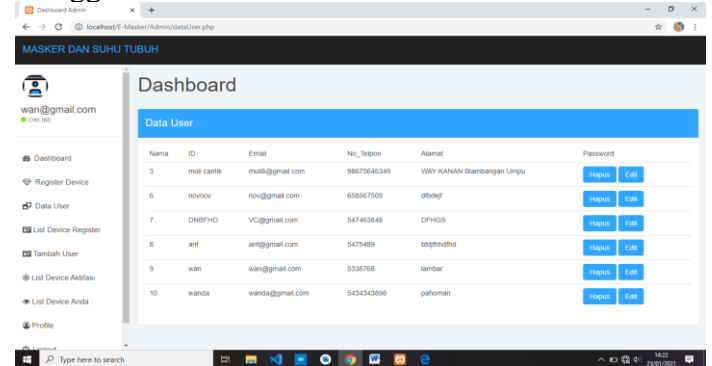 Dashboard Admin
localhost/E-Masker/Admin/dataUser.php
MASKER DAN SUHU TUBUH
wan@gmail.com
ONLINE
Dashboard
Register Device
Data User
List Device Register
Tambah User
List Device Aktifasi
List Device Anda
Profile
Logout
Dashboard
Data User
Nama ID Email No_Telpon Alamat Password
3 muli cantik muli8@gmail.com 98675646349 WAY KANAN Blambangan Umpu Hapus Edit
6 novnov nov@gmail.com 658567509 dfbdkjf Hapus Edit
7 DNBFHD VC@gmail.com 547463848 DFHGS Hapus Edit
8 arif arif@gmail.com 5475489 Hapus Edit
9 wan wan@gmail.com 5338768 lambar Hapus Edit
10 wanda wanda@gmail.com 5434343898 pahoman Hapus Edit
Type here to search
14:22
23/01/2021